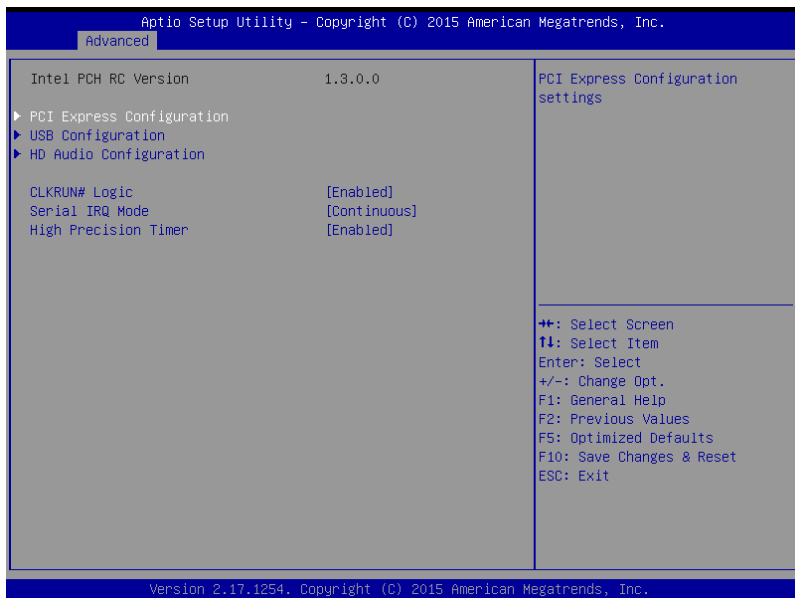 Aptio Setup Utility – Copyright (C) 2015 American Megatrends, Inc.
Advanced
Intel PCH RC Version 1.3.0.0
▶ PCI Express Configuration
▶ USB Configuration
▶ HD Audio Configuration
CLKRUN# Logic [Enabled]
Serial IRQ Mode [Continuous]
High Precision Timer [Enabled]
PCI Express Configuration
settings
→←: Select Screen
↑↓: Select Item
Enter: Select
+/-: Change Opt.
F1: General Help
F2: Previous Values
F5: Optimized Defaults
F10: Save Changes & Reset
ESC: Exit
Version 2.17.1254. Copyright (C) 2015 American Megatrends, Inc.